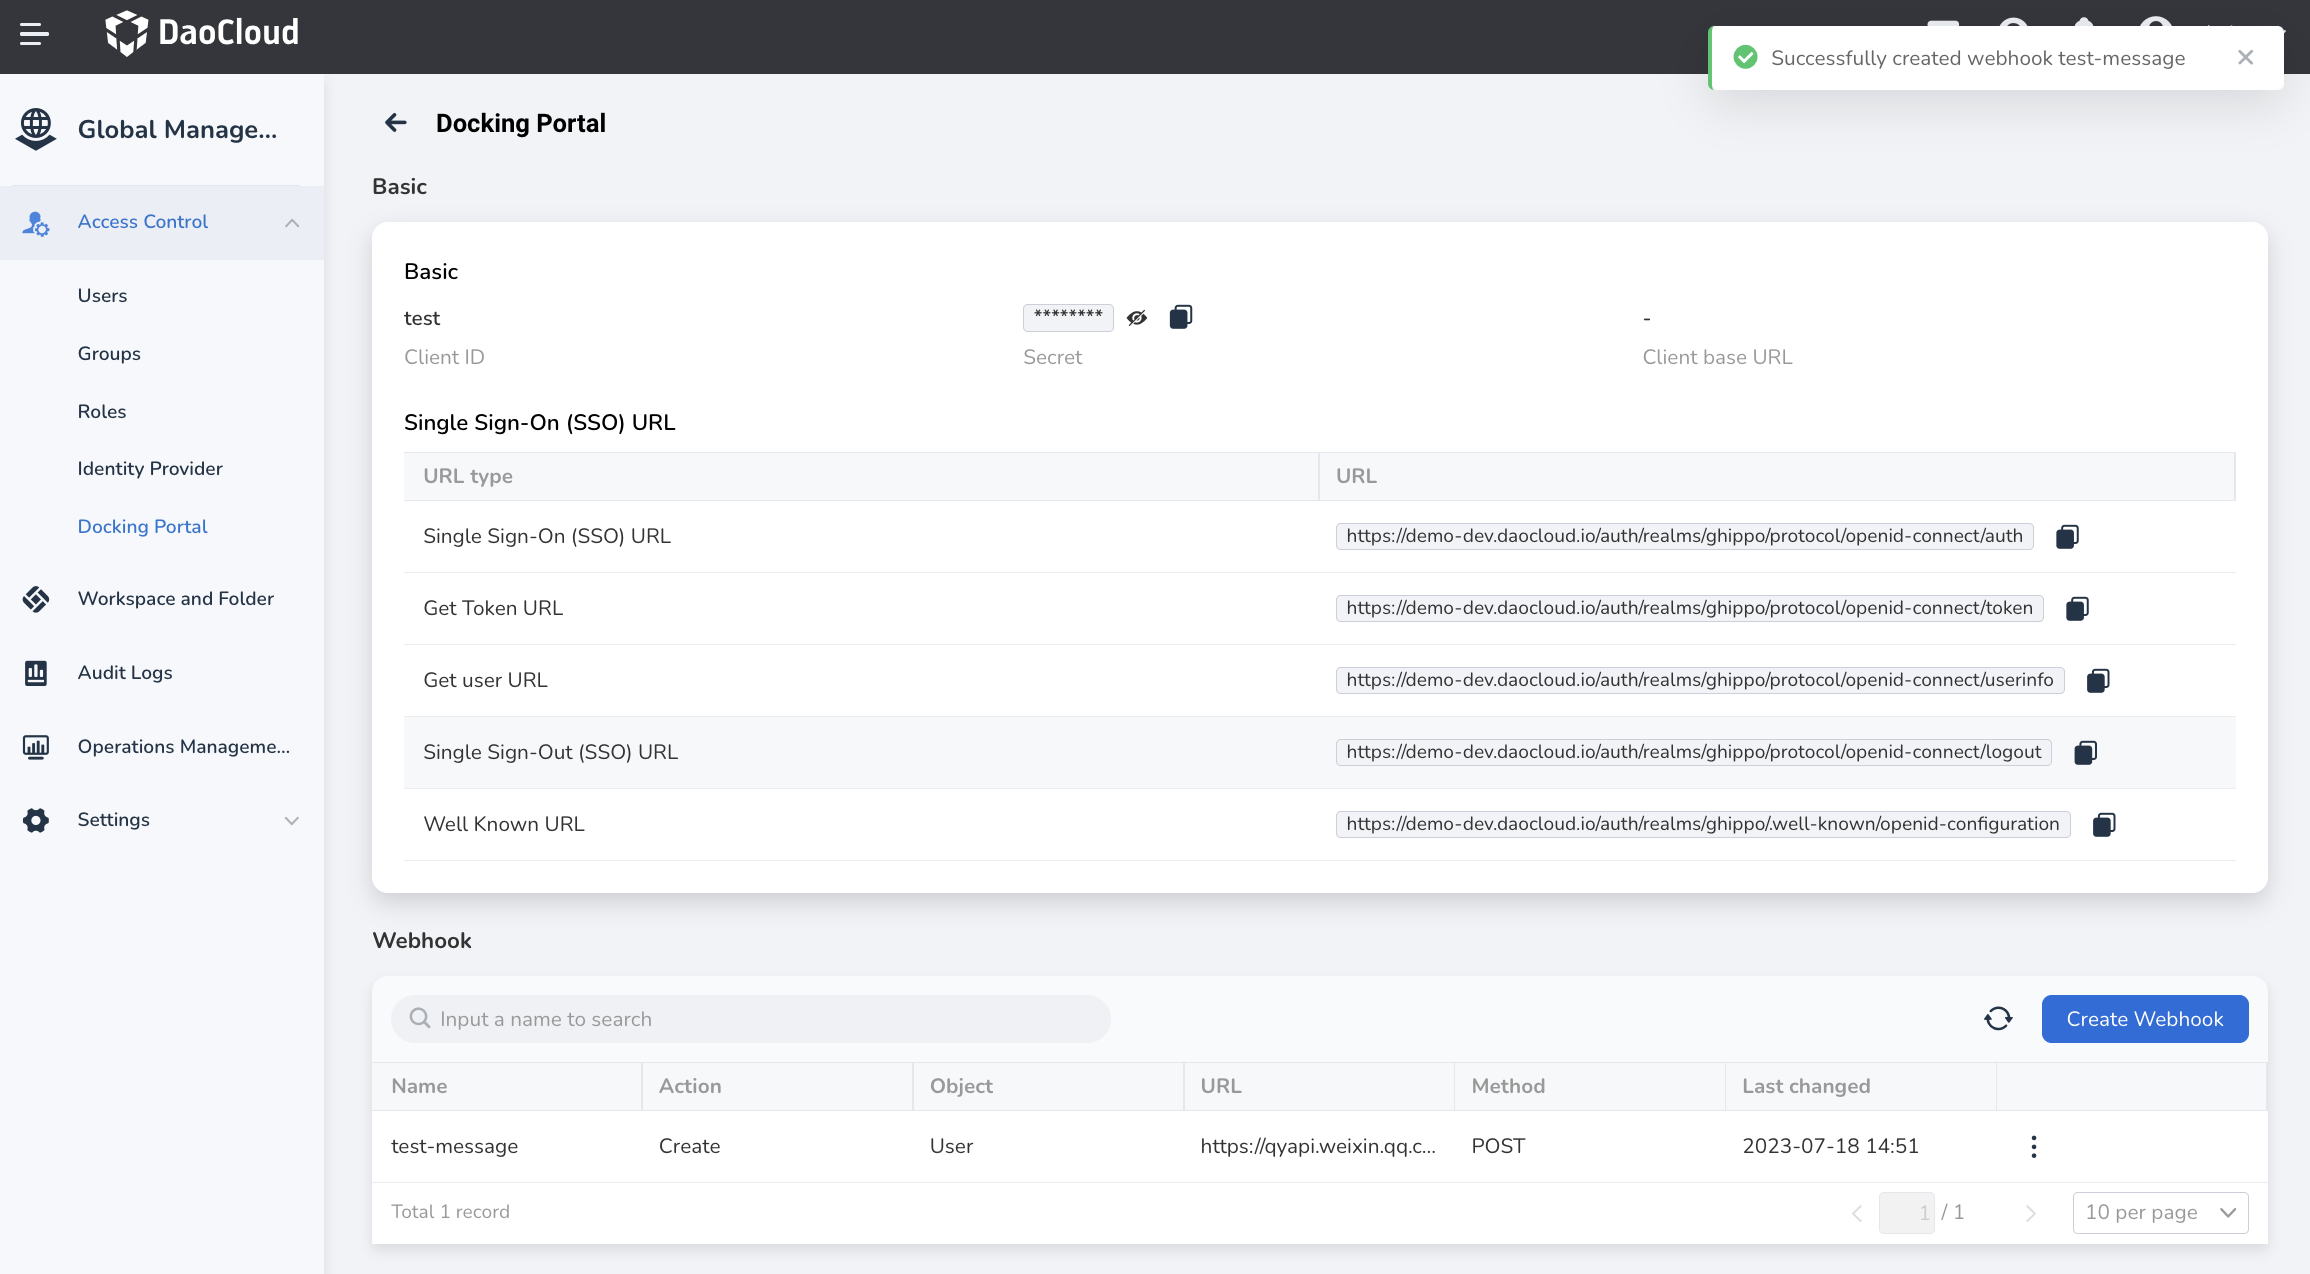 DaoCloud
Successfully created webhook test-message
Global Manage...
Access Control
Users
Groups
Roles
Identity Provider
Docking Portal
Workspace and Folder
Audit Logs
Operations Manageme...
Settings
Docking Portal
Basic
Basic
test
********
-
Client ID
Secret
Client base URL
Single Sign-On (SSO) URL
URL type
URL
Single Sign-On (SSO) URL
https://demo-dev.daocloud.io/auth/realms/ghippo/protocol/openid-connect/auth
Get Token URL
https://demo-dev.daocloud.io/auth/realms/ghippo/protocol/openid-connect/token
Get user URL
https://demo-dev.daocloud.io/auth/realms/ghippo/protocol/openid-connect/userinfo
Single Sign-Out (SSO) URL
https://demo-dev.daocloud.io/auth/realms/ghippo/protocol/openid-connect/logout
Well Known URL
https://demo-dev.daocloud.io/auth/realms/ghippo/.well-known/openid-configuration
Webhook
Input a name to search
Create Webhook
Name
Action
Object
URL
Method
Last changed
test-message
Create
User
https://qyapi.weixin.qq.c...
POST
2023-07-18 14:51
Total 1 record
1 / 1
10 per page